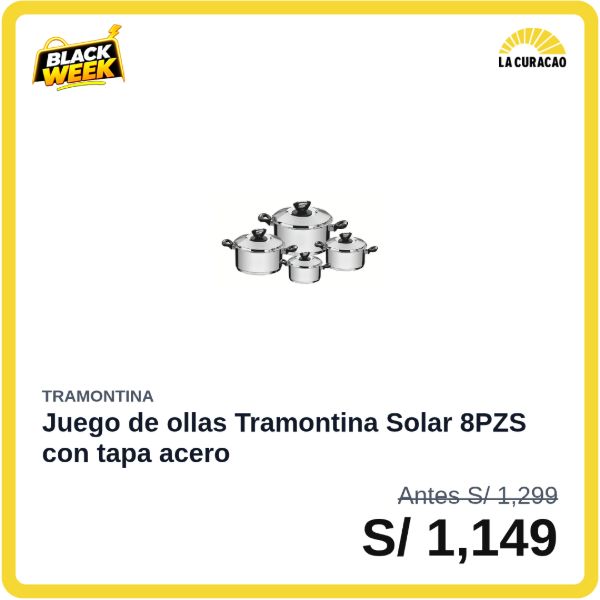 BLACK
WEEK
LA CURACAO
TRAMONTINA
Juego de ollas Tramontina Solar 8PZS
con tapa acero
Antes S/ 1,299
S/ 1,149